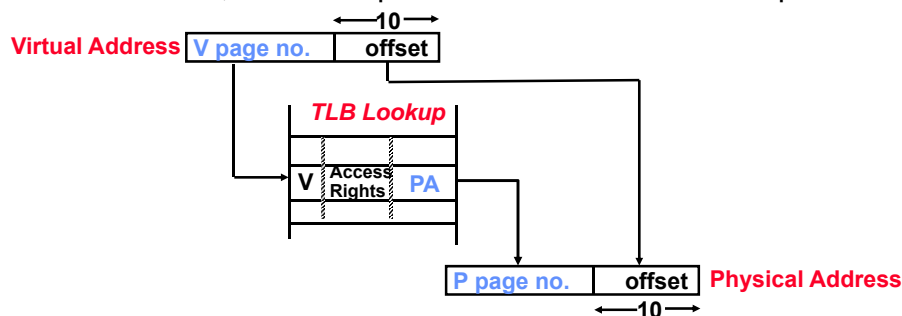 10
Virtual Address V page no. offset
TLB Lookup
V Access Rights PA
P page no. offset Physical Address
10